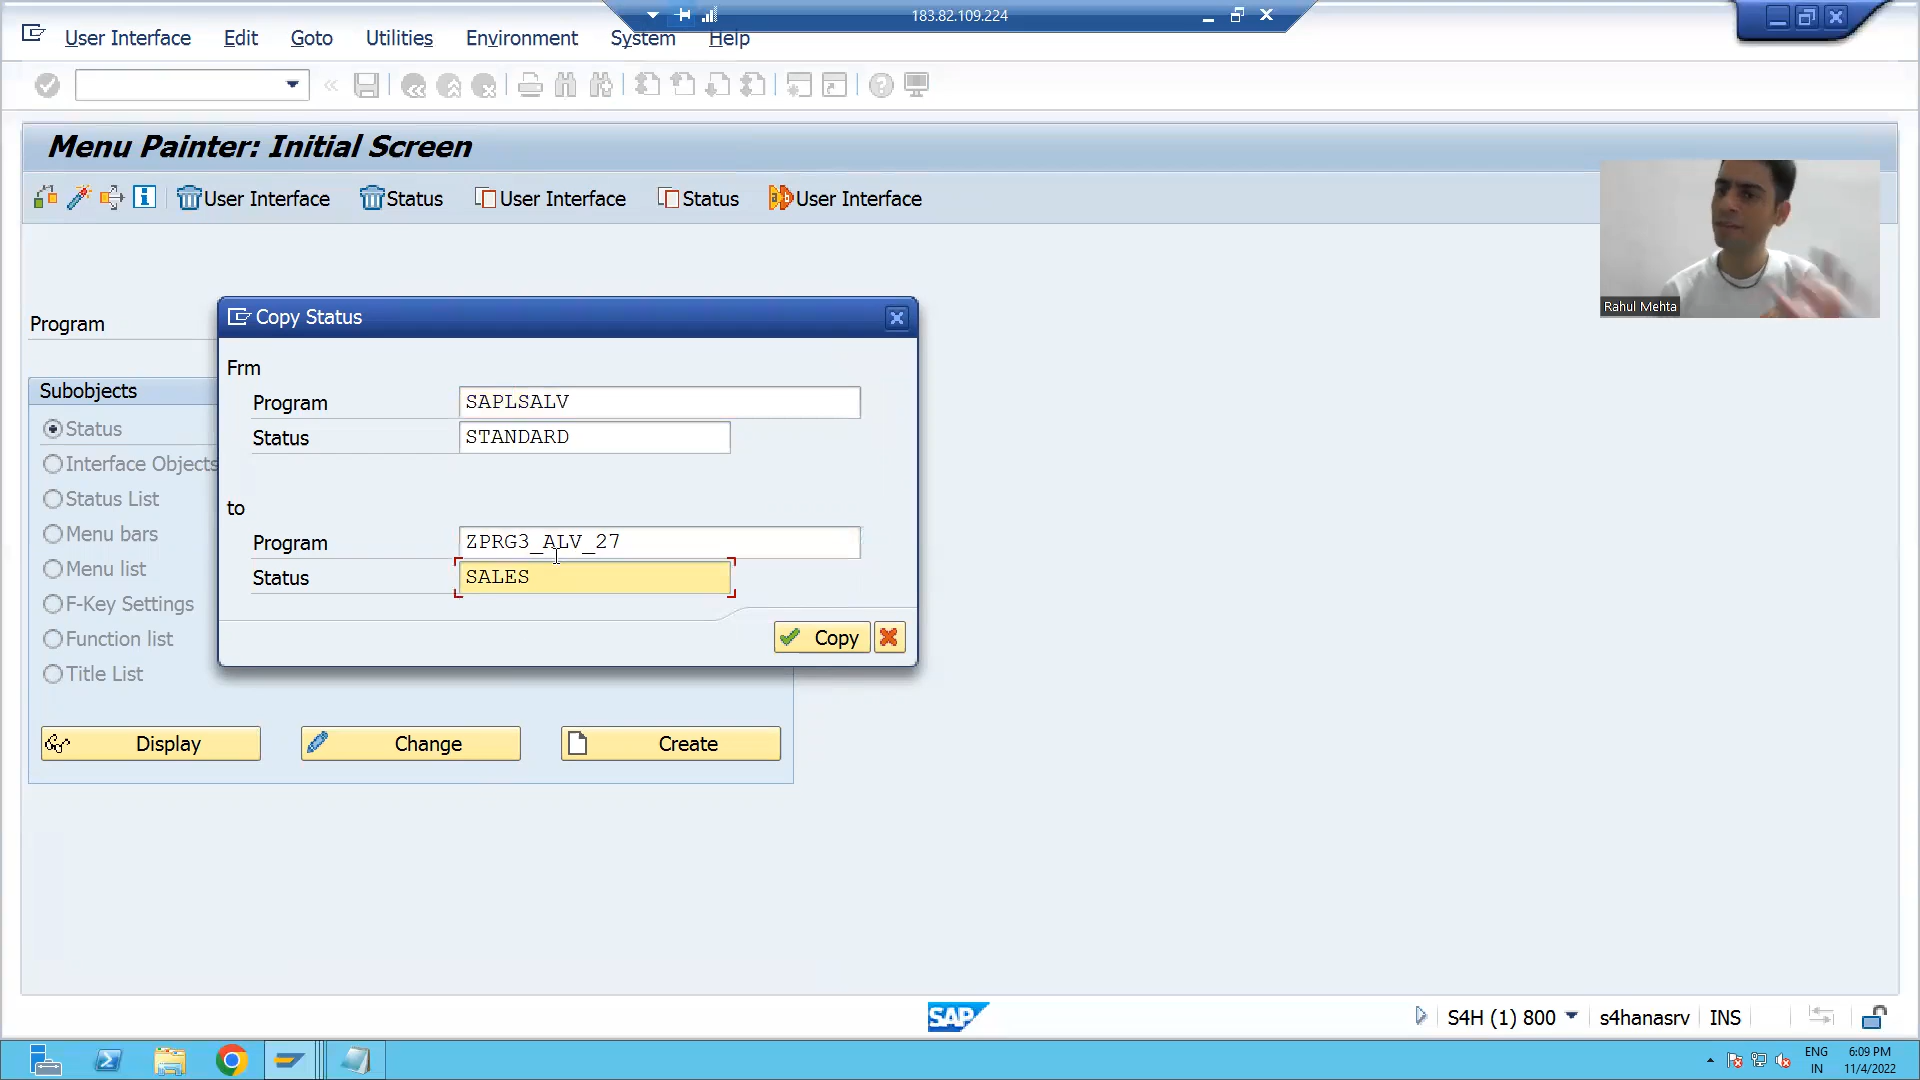 183.82.109.224
User Interface Edit Goto Utilities Environment System Help
Menu Painter: Initial Screen
User Interface Status User Interface Status User Interface
Rahul Mehta
Program
Subobjects
Status
Interface Objects
Status List
Menu bars
Menu list
F-Key Settings
Function list
Title List
Copy Status
Frm
Program SAPLSALV
Status STANDARD
to
Program ZPRG3_ALV_27
Status SALES
Copy
Display Change Create
SAP
S4H (1) 800 s4hanasrv INS
ENG 6:09 PM
IN 11/4/2022